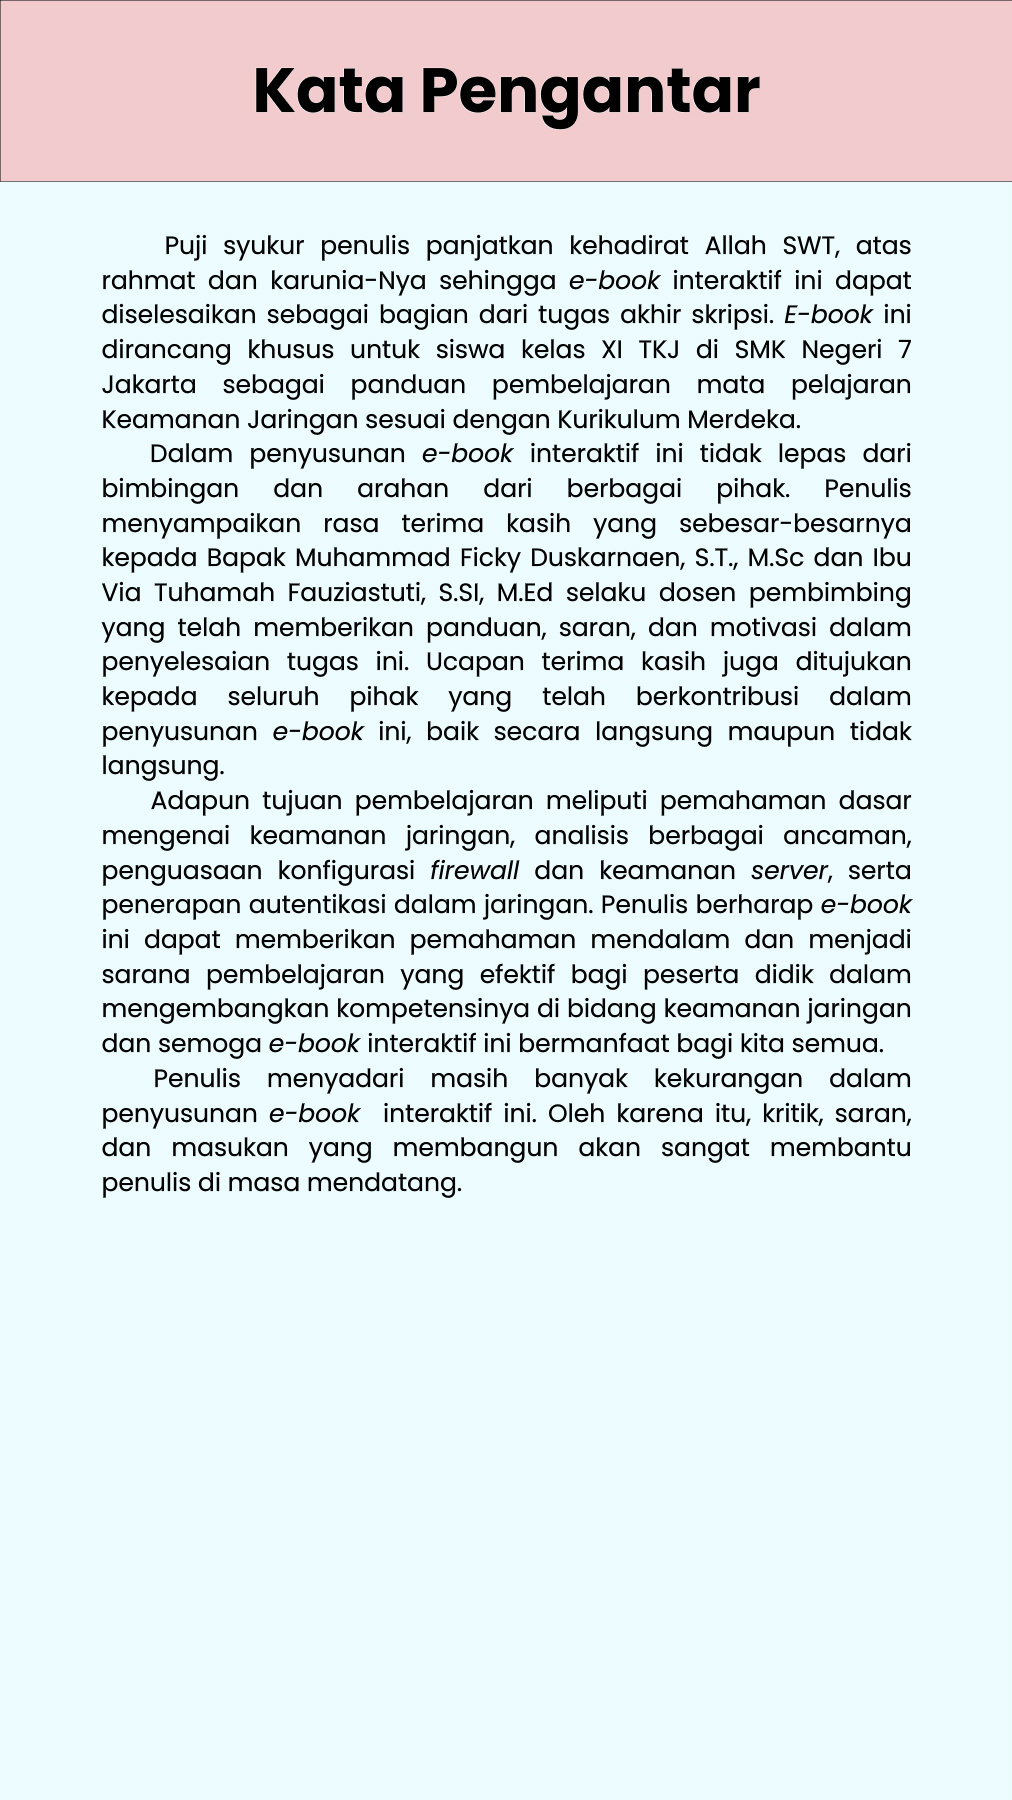 Kata Pengantar
Puji syukur penulis panjatkan kehadirat Allah SWT, atas
rahmat dan karunia-Nya sehingga e-book interaktif ini dapat
diselesaikan sebagai bagian dari tugas akhir skripsi. E-book ini
dirancang khusus untuk siswa kelas XI TKJ di SMK Negeri 7
Jakarta sebagai panduan pembelajaran mata pelajaran
Keamanan Jaringan sesuai dengan Kurikulum Merdeka.
Dalam penyusunan e-book interaktif ini tidak lepas dari
bimbingan dan arahan dari berbagai pihak. Penulis
menyampaikan rasa terima kasih yang sebesar-besarnya
kepada Bapak Muhammad Ficky Duskarnaen, S.T., M.Sc dan Ibu
Via Tuhamah Fauziastuti, S.SI, M.Ed selaku dosen pembimbing
yang telah memberikan panduan, saran, dan motivasi dalam
penyelesaian tugas ini. Ucapan terima kasih juga ditujukan
kepada seluruh pihak yang telah berkontribusi dalam
penyusunan e-book ini, baik secara langsung maupun tidak
langsung.
Adapun tujuan pembelajaran meliputi pemahaman dasar
mengenai keamanan jaringan, analisis berbagai ancaman,
penguasaan konfigurasi firewall dan keamanan server, serta
penerapan autentikasi dalam jaringan. Penulis berharap e-book
ini dapat memberikan pemahaman mendalam dan menjadi
sarana pembelajaran yang efektif bagi peserta didik dalam
mengembangkan kompetensinya di bidang keamanan jaringan
dan semoga e-book interaktif ini bermanfaat bagi kita semua.
Penulis menyadari masih banyak kekurangan dalam
penyusunan e-book interaktif ini. Oleh karena itu, kritik, saran,
dan masukan yang membangun akan sangat membantu
penulis di masa mendatang.